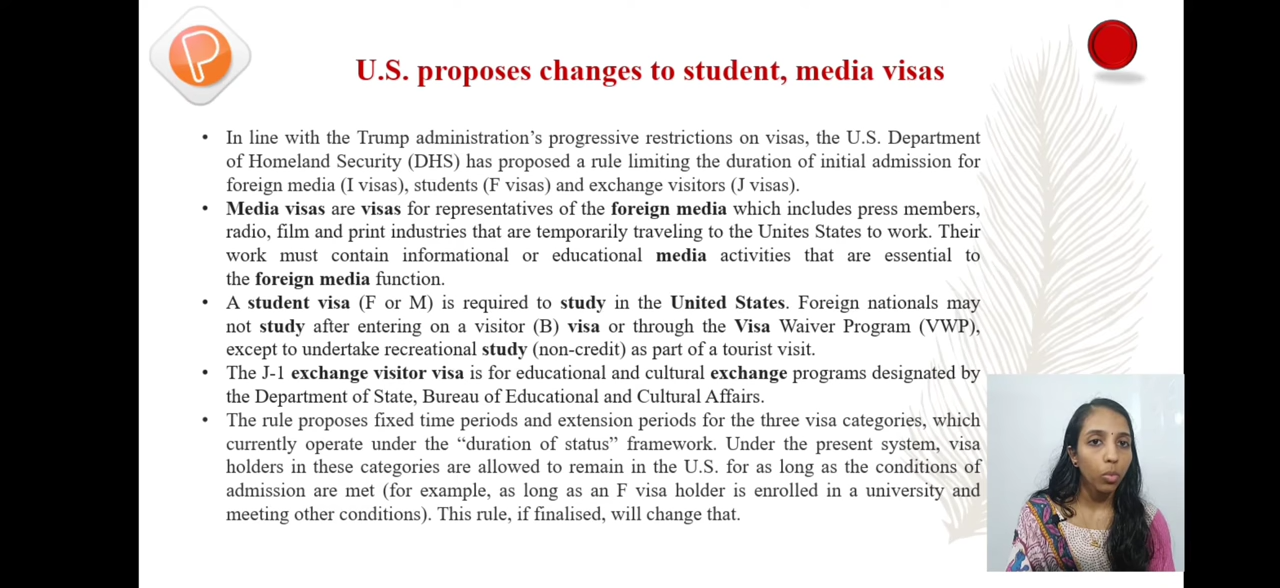 U.S. proposes changes to student, media visas
• In line with the Trump administration's progressive restrictions on visas, the U.S. Department
of Homeland Security (DHS) has proposed a rule limiting the duration of initial admission for
foreign media (I visas), students (F visas) and exchange visitors (J visas).
• Media visas are visas for representatives of the foreign media which includes press members,
radio, film and print industries that are temporarily traveling to the Unites States to work. Their
work must contain informational or educational media activities that are essential to
the foreign media function.
• A student visa (F or M) is required to study in the United States. Foreign nationals may
not study after entering on a visitor (B) visa or through the Visa Waiver Program (VWP),
except to undertake recreational study (non-credit) as part of a tourist visit.
• The J-1 exchange visitor visa is for educational and cultural exchange programs designated by
the Department of State, Bureau of Educational and Cultural Affairs.
• The rule proposes fixed time periods and extension periods for the three visa categories, which
currently operate under the “duration of status” framework. Under the present system, visa
holders in these categories are allowed to remain in the U.S. for as long as the conditions of
admission are met (for example, as long as an F visa holder is enrolled in a university and
meeting other conditions). This rule, if finalised, will change that.